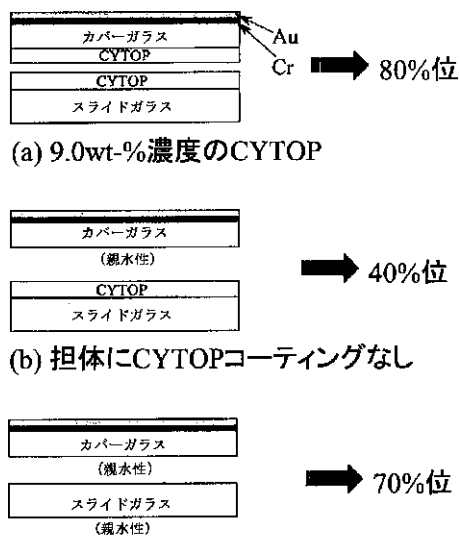 カバーガラス
CYTOP
Au
Cr
CYTOP
スライドガラス
80%位
(a) 9.0wt-%濃度のCYTOP
カバーガラス
(親水性)
40%位
CYTOP
スライドガラス
(b) 担体にCYTOPコーティングなし
カバーガラス
(親水性)
70%位
スライドガラス
(親水性)